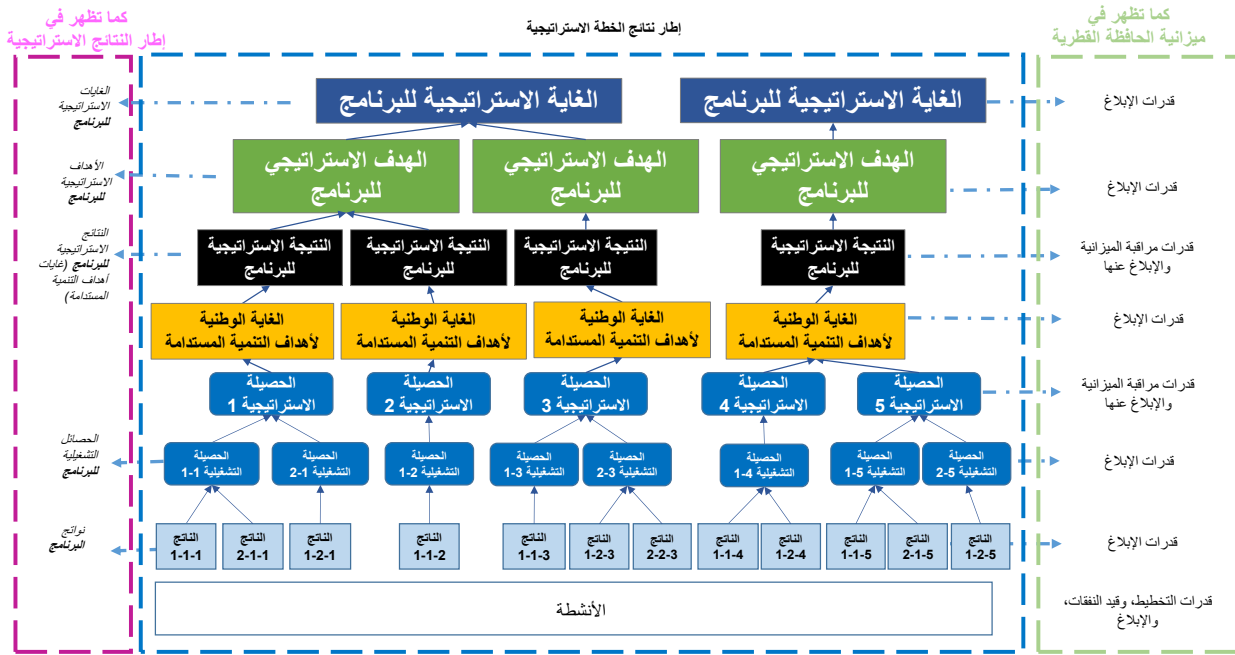 كما تظهر في
ميزانية الحافظة القطرية
إطار نتائج الخطة الاستراتيجية
كما تظهر في
إطار النتائج الاستراتيجية
قدرات الإبلاغ
الغاية الاستراتيجية للبرنامج
الغاية الاستراتيجية للبرنامج
الغايات
الاستراتيجية
للبرنامج
قدرات الإبلاغ
الهدف الاستراتيجي
للبرنامج
الهدف الاستراتيجي
للبرنامج
الهدف الاستراتيجي
للبرنامج
الأهداف
الاستراتيجية
للبرنامج
قدرات مراقبة الميزانية
والإبلاغ عنها
النتيجة الاستراتيجية
للبرنامج
النتيجة الاستراتيجية
للبرنامج
النتيجة الاستراتيجية
للبرنامج
النتيجة الاستراتيجية
للبرنامج
النتائج
الاستراتيجية
للبرنامج (غايات
أهداف التنمية
المستدامة)
قدرات الإبلاغ
الغاية الوطنية
لأهداف التنمية المستدامة
الغاية الوطنية
لأهداف التنمية المستدامة
الغاية الوطنية
لأهداف التنمية المستدامة
الغاية الوطنية
لأهداف التنمية المستدامة
قدرات مراقبة الميزانية
والإبلاغ عنها
الحصيلة
الاستراتيجية 5
الحصيلة
الاستراتيجية 4
الحصيلة
الاستراتيجية 3
الحصيلة
الاستراتيجية 2
الحصيلة
الاستراتيجية 1
قدرات الإبلاغ
الحصيلة
التشغيلية 5-2
الحصيلة
التشغيلية 5-1
الحصيلة
التشغيلية 4-1
الحصيلة
التشغيلية 3-2
الحصيلة
التشغيلية 3-1
الحصيلة
التشغيلية 2-1
الحصيلة
التشغيلية 1-2
الحصيلة
التشغيلية 1-1
الحصائل
التشغيلية
للبرنامج
قدرات الإبلاغ
الناتج
5-2-1
الناتج
5-1-2
الناتج
5-1-1
الناتج
4-2-1
الناتج
4-1-1
الناتج
3-2-2
الناتج
3-2-1
الناتج
3-1-1
الناتج
2-1-1
الناتج
1-2-1
الناتج
1-1-2
الناتج
1-1-1
نواتج
البرنامج
قدرات التخطيط، وقيد النفقات،
والإبلاغ
الأنشطة